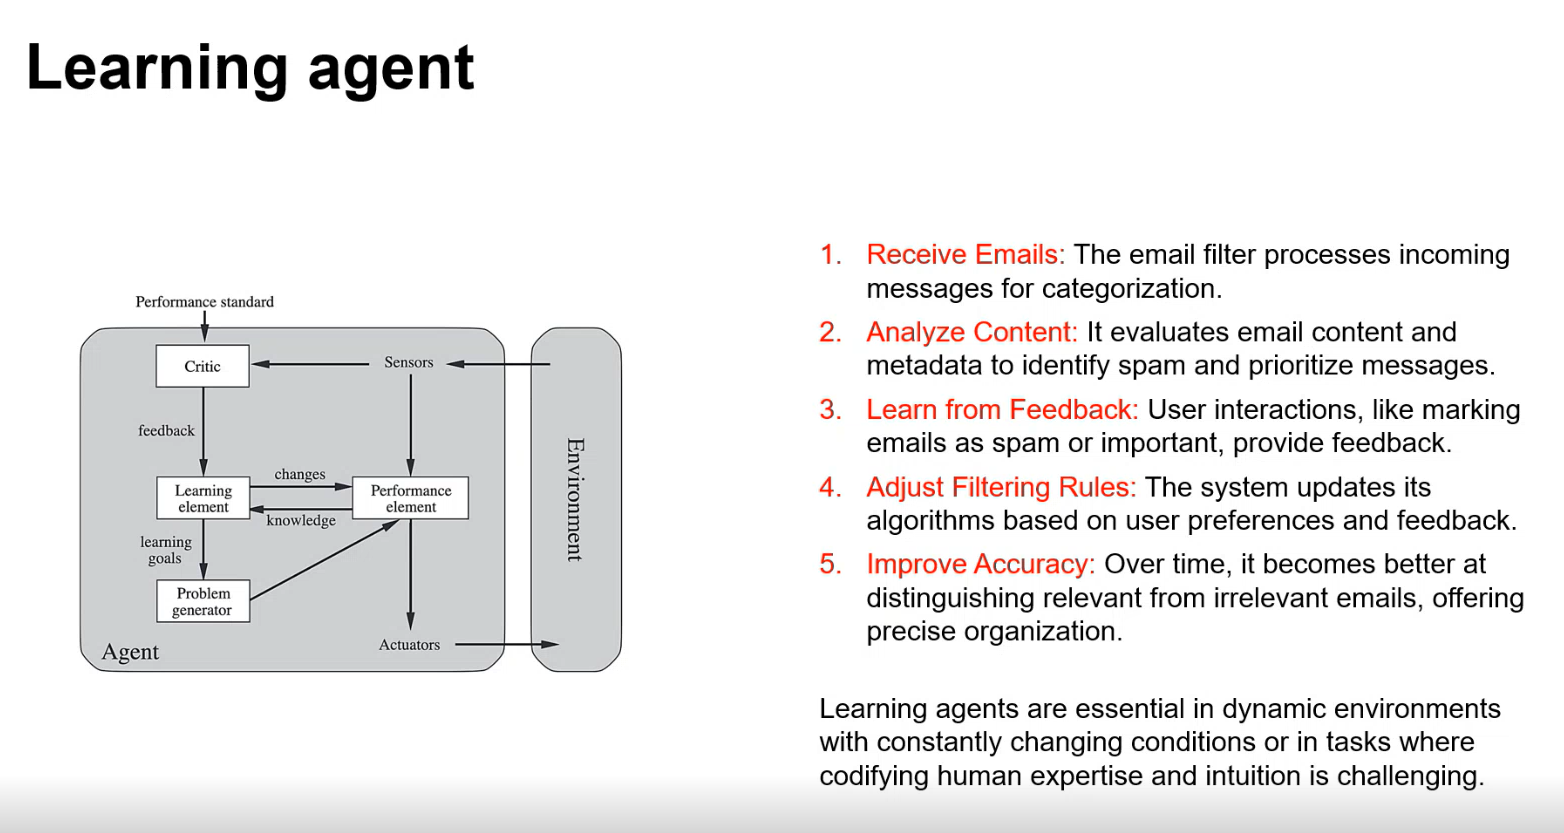 Learning agent
Performance standard
Critic
Sensors
feedback
changes
Learning
element
Performance
element
knowledge
learning
goals
Problem
generator
Agent
Actuators
Environment
1. Receive Emails: The email filter processes incoming
messages for categorization.
2. Analyze Content: It evaluates email content and
metadata to identify spam and prioritize messages.
3. Learn from Feedback: User interactions, like marking
emails as spam or important, provide feedback.
4. Adjust Filtering Rules: The system updates its
algorithms based on user preferences and feedback.
5. Improve Accuracy: Over time, it becomes better at
distinguishing relevant from irrelevant emails, offering
precise organization.
Learning agents are essential in dynamic environments
with constantly changing conditions or in tasks where
codifying human expertise and intuition is challenging.